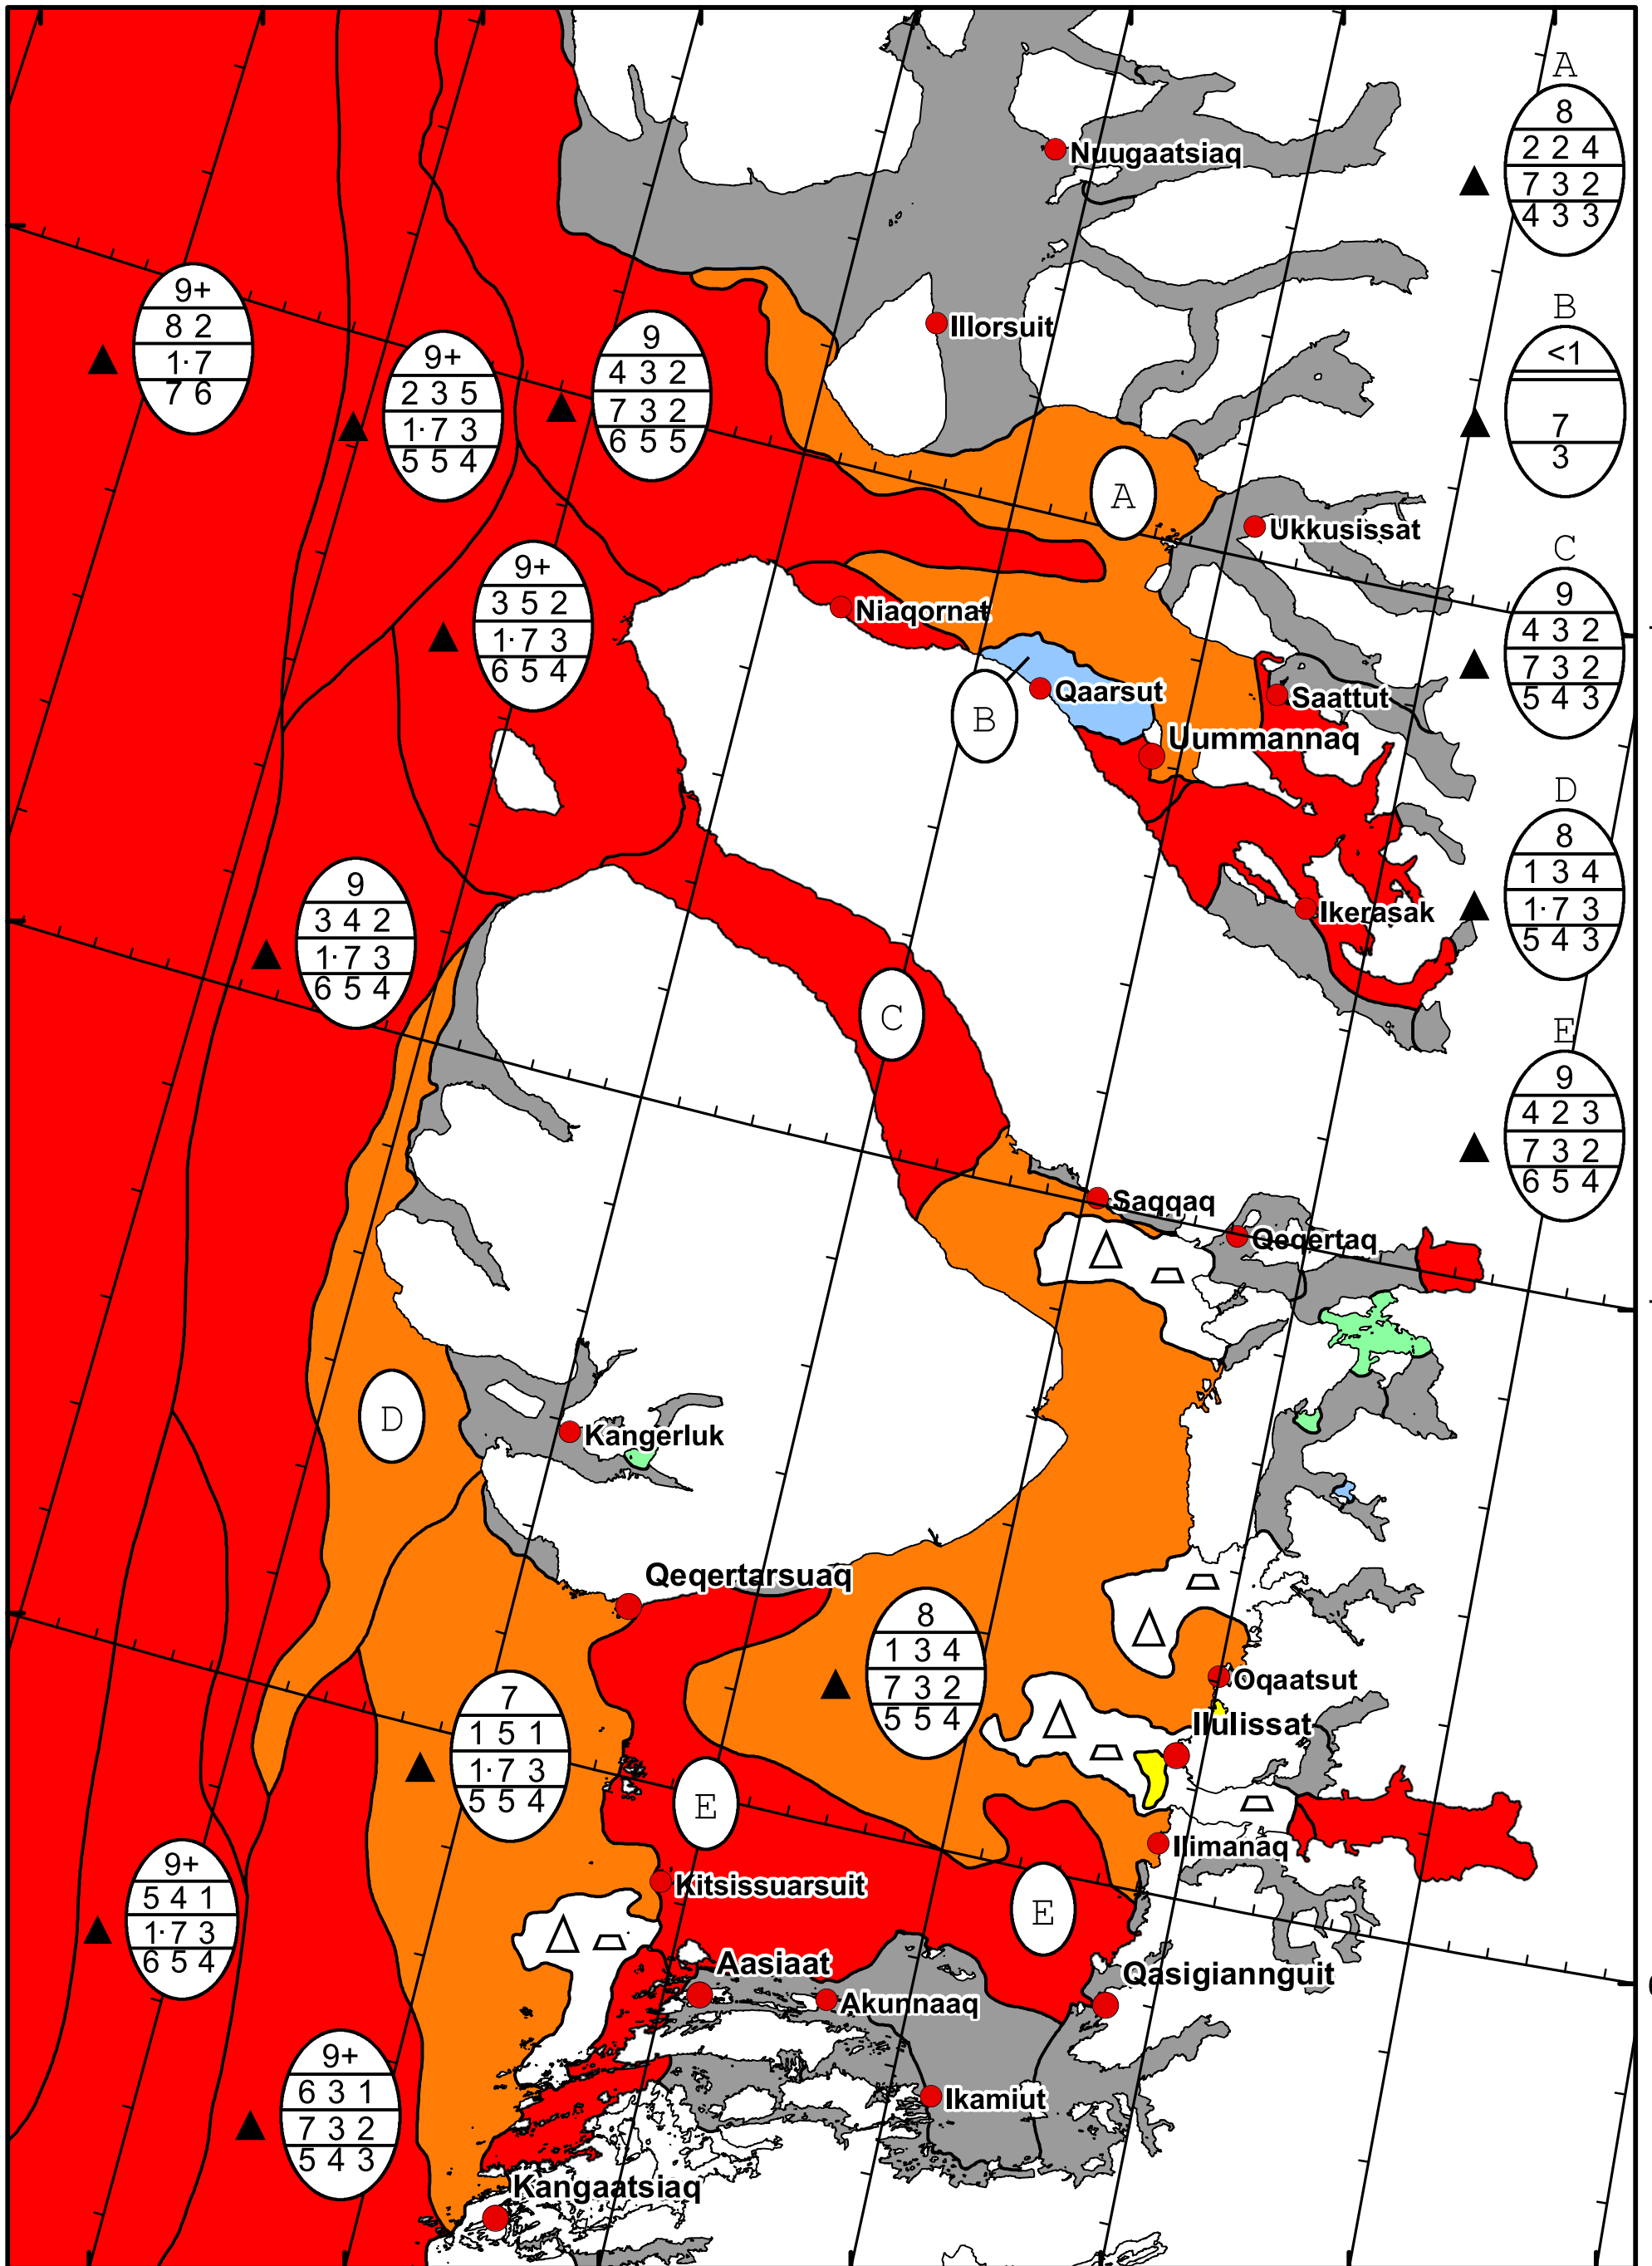 A
8
2 2 4
7 3 2
4 3 3
Nuugaatsiaq
9+
8 2
1· 7
7 6
B
<1
7
3
Illorsuit
9
4 3 2
7 3 2
6 5 5
9+
2 3 5
1· 7 3
5 5 4
A
Ukkusissat
C
9
4 3 2
7 3 2
5 4 3
9+
3 5 2
1· 7 3
6 5 4
Niaqornat
Qaarsut
Saattut
B
Uummannaq
D
8
1 3 4
1· 7 3
5 4 3
9
3 4 2
1· 7 3
6 5 4
Ikerasak
C
E
9
4 2 3
7 3 2
6 5 4
Saqqaq
Qeqertaq
D
Kangerluk
Qeqertarsuaq
8
1 3 4
7 3 2
5 5 4
Oqaatsut
Ilulissat
7
1 5 1
1· 7 3
5 5 4
E
Ilimanaq
9+
5 4 1
1· 7 3
6 5 4
Kitsissuarsuit
E
Aasiaat
Qasigiannguit
Akunnaaq
9+
6 3 1
7 3 2
5 4 3
Ikamiut
Kangaatsiaq